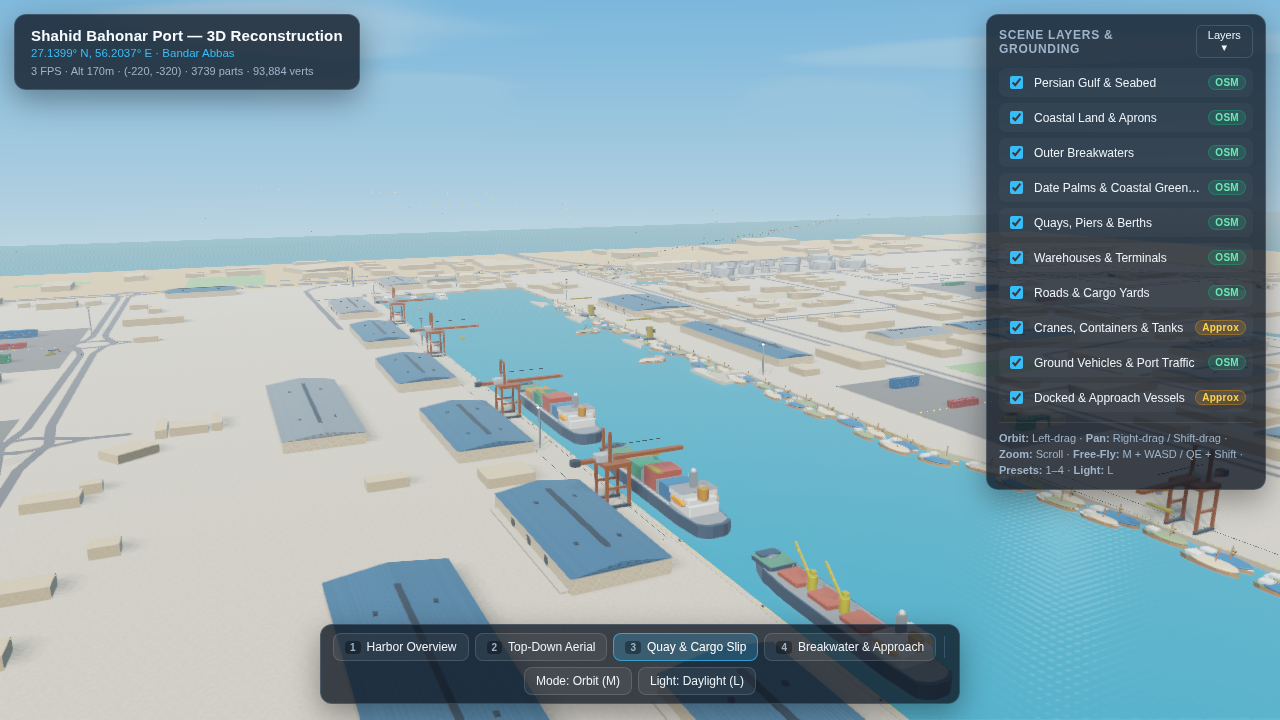 Shahid Bahonar Port — 3D Reconstruction
27.1399° N, 56.2037° E · Bandar Abbas
3 FPS · Alt 170m · (-220, -320) · 3739 parts · 93,884 verts
SCENE LAYERS &
GROUNDING
Layers
▼
Persian Gulf & Seabed OSM
Coastal Land & Aprons OSM
Outer Breakwaters OSM
Date Palms & Coastal Green… OSM
Quays, Piers & Berths OSM
Warehouses & Terminals OSM
Roads & Cargo Yards OSM
Cranes, Containers & Tanks Approx
Ground Vehicles & Port Traffic OSM
Docked & Approach Vessels Approx
Orbit: Left-drag · Pan: Right-drag / Shift-drag ·
Zoom: Scroll · Free-Fly: M + WASD / QE + Shift ·
Presets: 1–4 · Light: L
1 Harbor Overview
2 Top-Down Aerial
3 Quay & Cargo Slip
4 Breakwater & Approach
Mode: Orbit (M)
Light: Daylight (L)